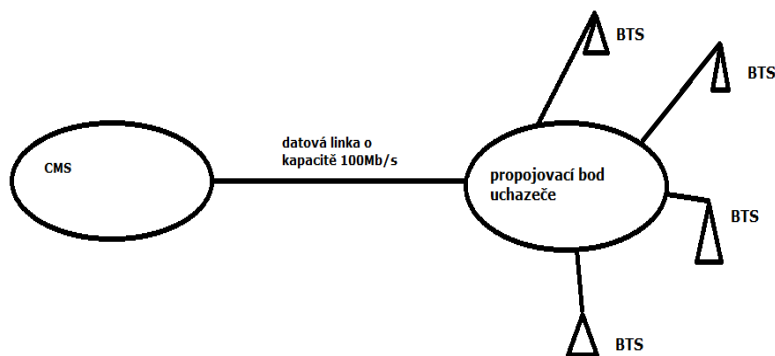 BTS
BTS
datová linka o
kapacitě 100Mb/s
CMS
propojovací bod
uchazeče
BTS
BTS